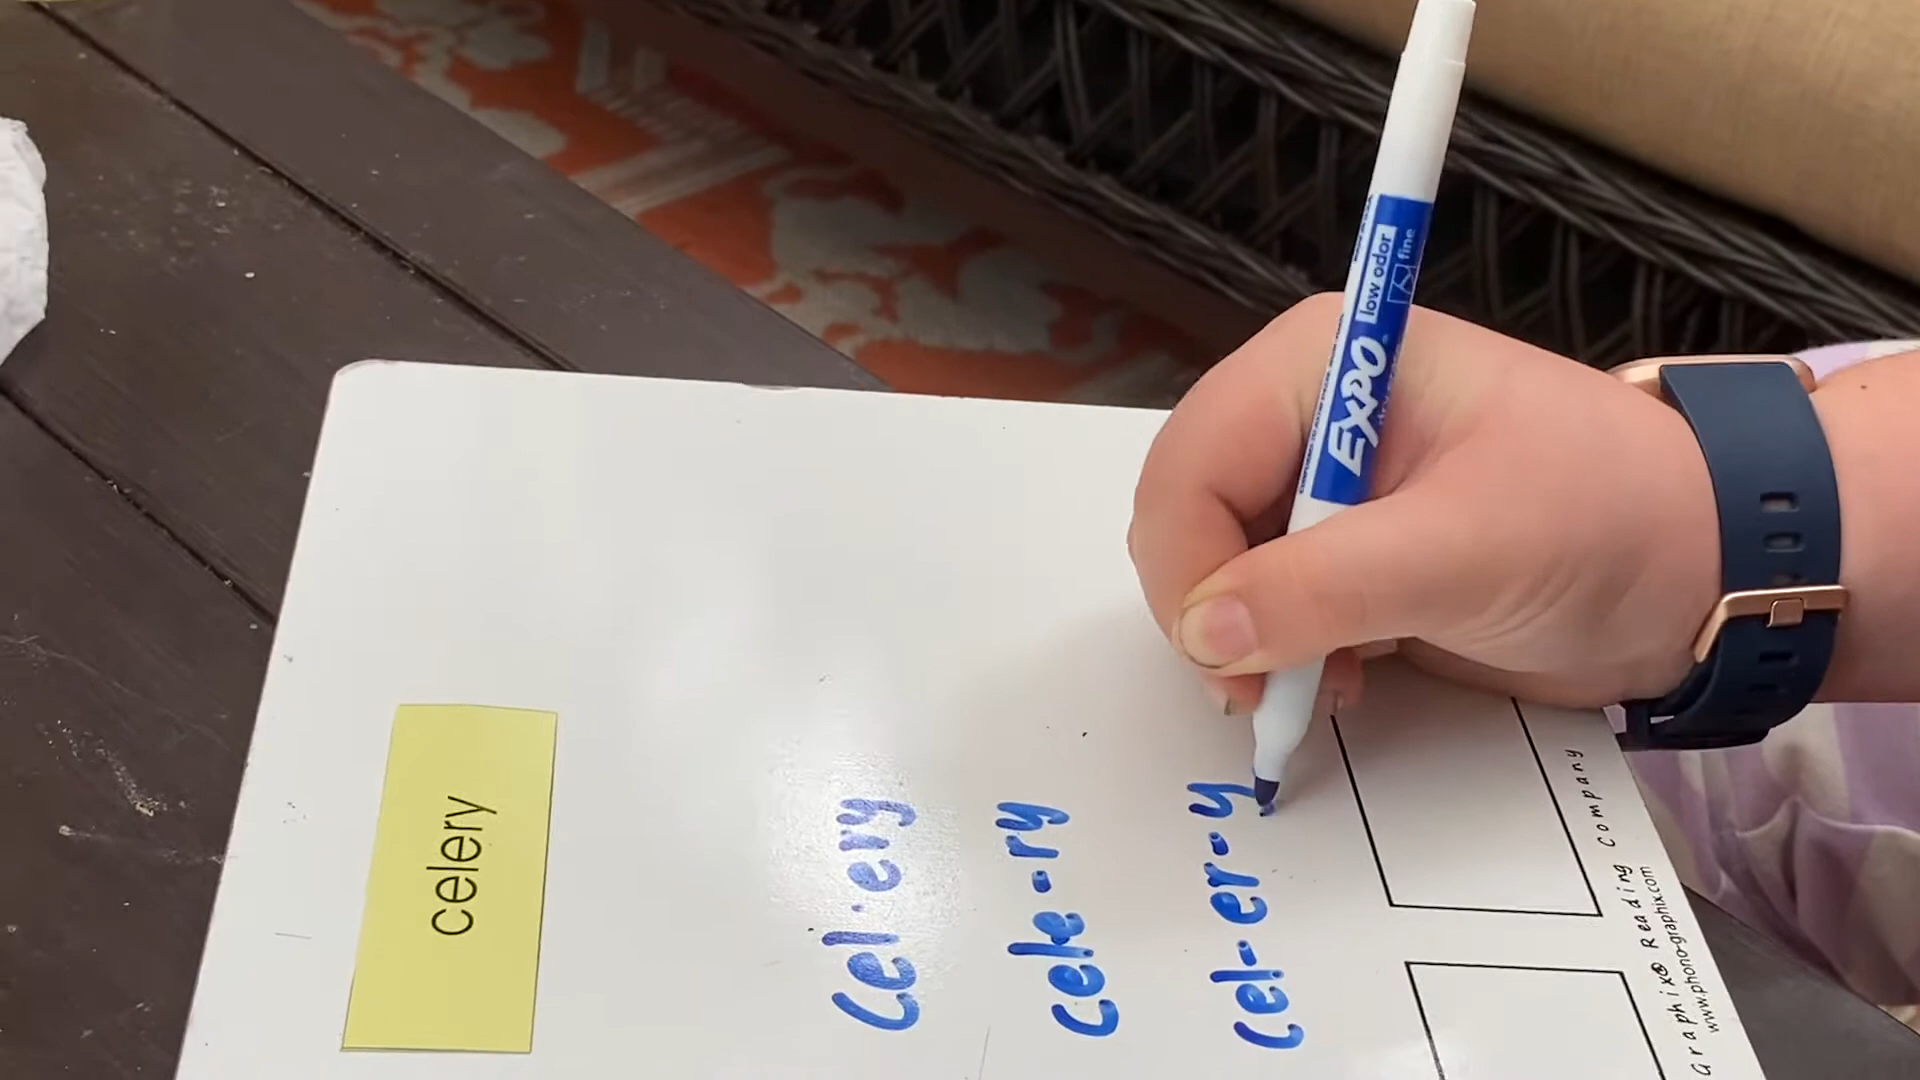 celery
cel·ery
cele-ry
cel-er-y
Graphix® Reading Company
www.phono-graphix.com
EXPO
low odor
fine